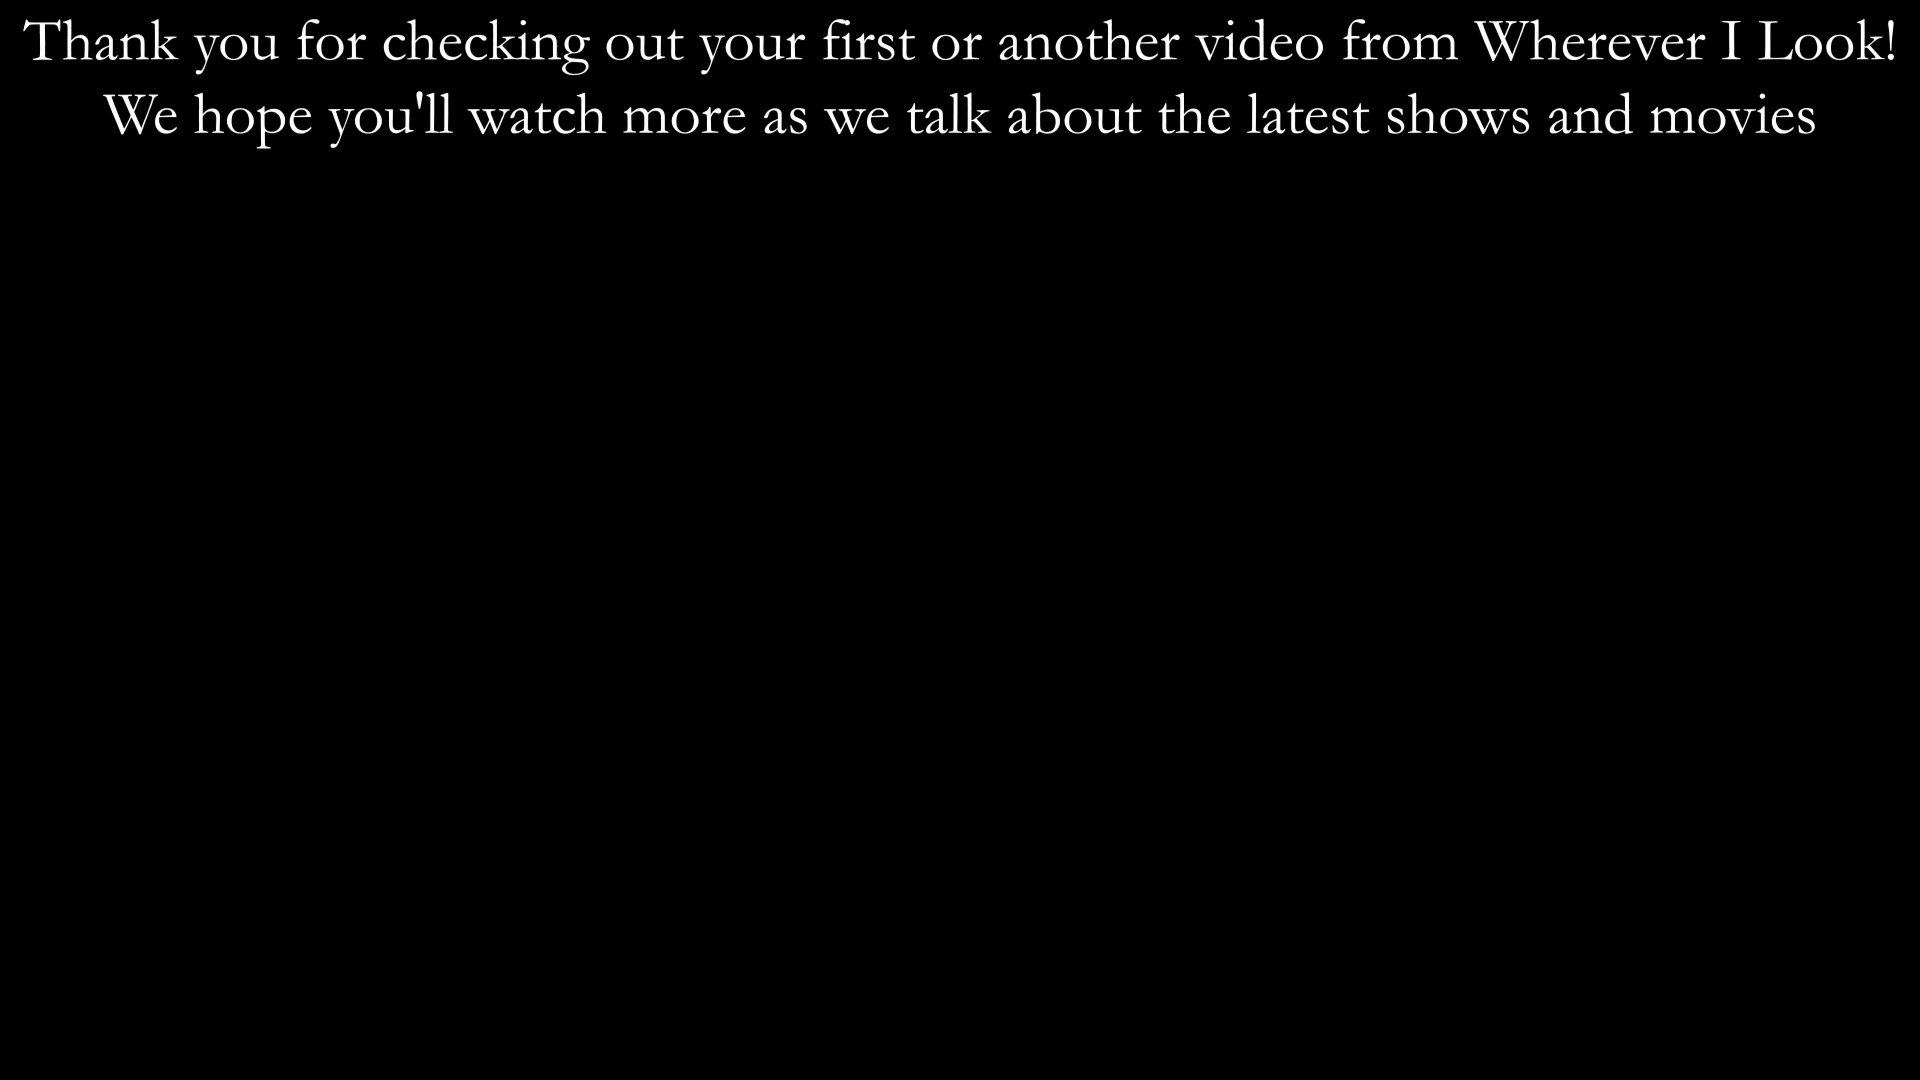 Thank you for checking out your first or another video from Wherever I Look!
We hope you'll watch more as we talk about the latest shows and movies